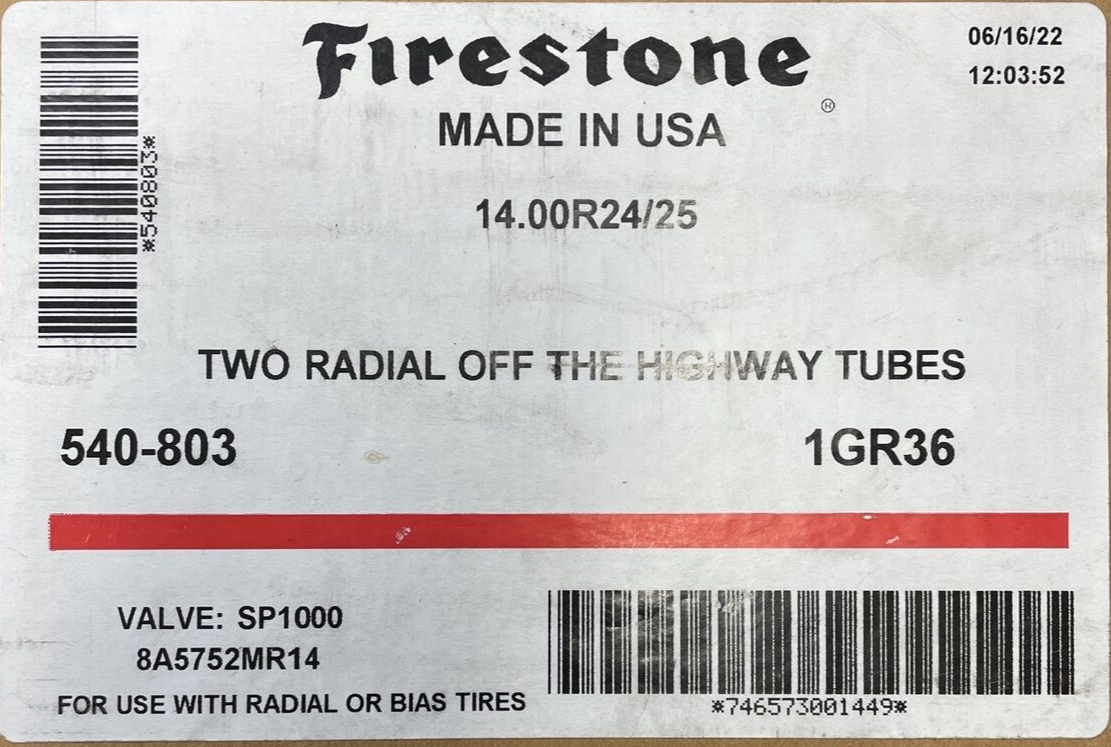 Firestone
®
06/16/22
12:03:52
MADE IN USA
*540803*
14.00R24/25
TWO RADIAL OFF THE HIGHWAY TUBES
540-803
1GR36
VALVE: SP1000
8A5752MR14
FOR USE WITH RADIAL OR BIAS TIRES
*746573001449*